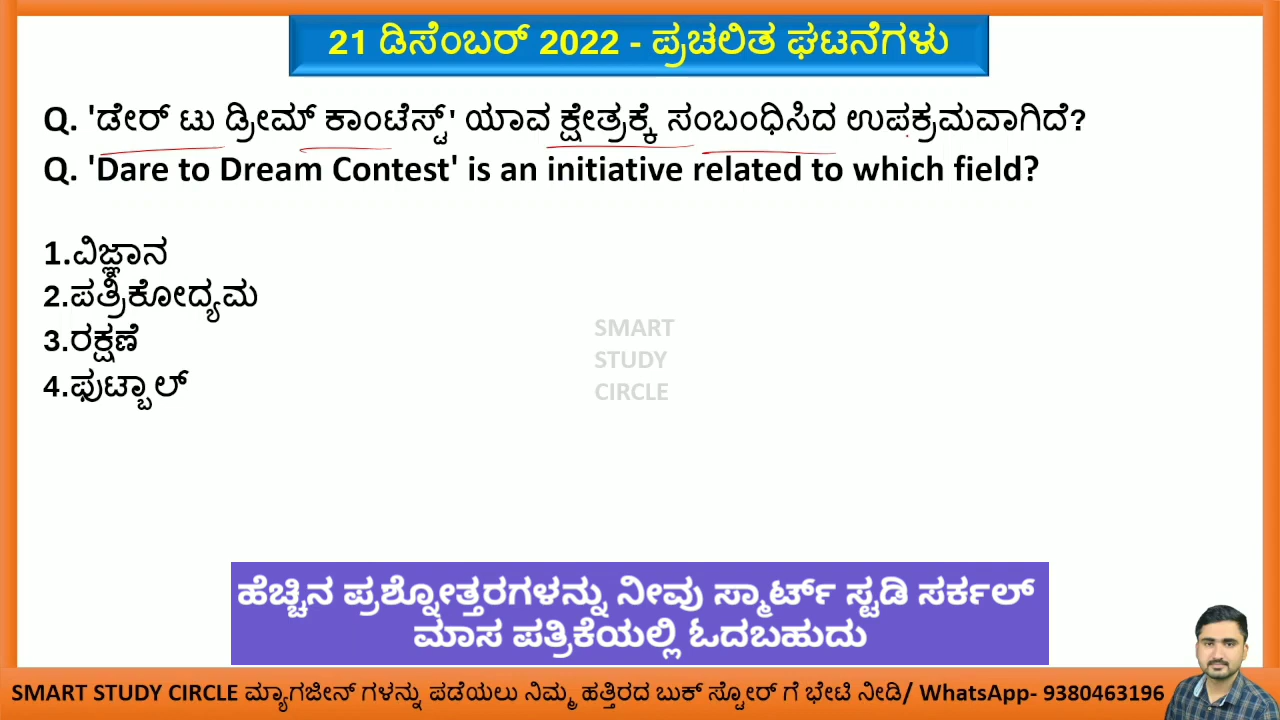 21 ಡಿಸೆಂಬರ್ 2022 - ಪ್ರಚಲಿತ ಘಟನೆಗಳು
Q. 'ಡೇರ್ ಟು ಡ್ರೀಮ್ ಕಾಂಟೆಸ್ಟ್' ಯಾವ ಕ್ಷೇತ್ರಕ್ಕೆ ಸಂಬಂಧಿಸಿದ ಉಪಕ್ರಮವಾಗಿದೆ?
Q. 'Dare to Dream Contest' is an initiative related to which field?
1.ವಿಜ್ಞಾನ
2.ಪತ್ರಿಕೋದ್ಯಮ
3.ರಕ್ಷಣೆ
4.ಫುಟ್ಬಾಲ್
SMART
STUDY
CIRCLE
ಹೆಚ್ಚಿನ ಪ್ರಶ್ನೋತ್ತರಗಳನ್ನು ನೀವು ಸ್ಮಾರ್ಟ್ ಸ್ಟಡಿ ಸರ್ಕಲ್
ಮಾಸ ಪತ್ರಿಕೆಯಲ್ಲಿ ಓದಬಹುದು
SMART STUDY CIRCLE ಮ್ಯಾಗಜೀನ್ ಗಳನ್ನು ಪಡೆಯಲು ನಿಮ್ಮ ಹತ್ತಿರದ ಬುಕ್ ಸ್ಟೋರ್ ಗೆ ಭೇಟಿ ನೀಡಿ/ WhatsApp- 9380463196